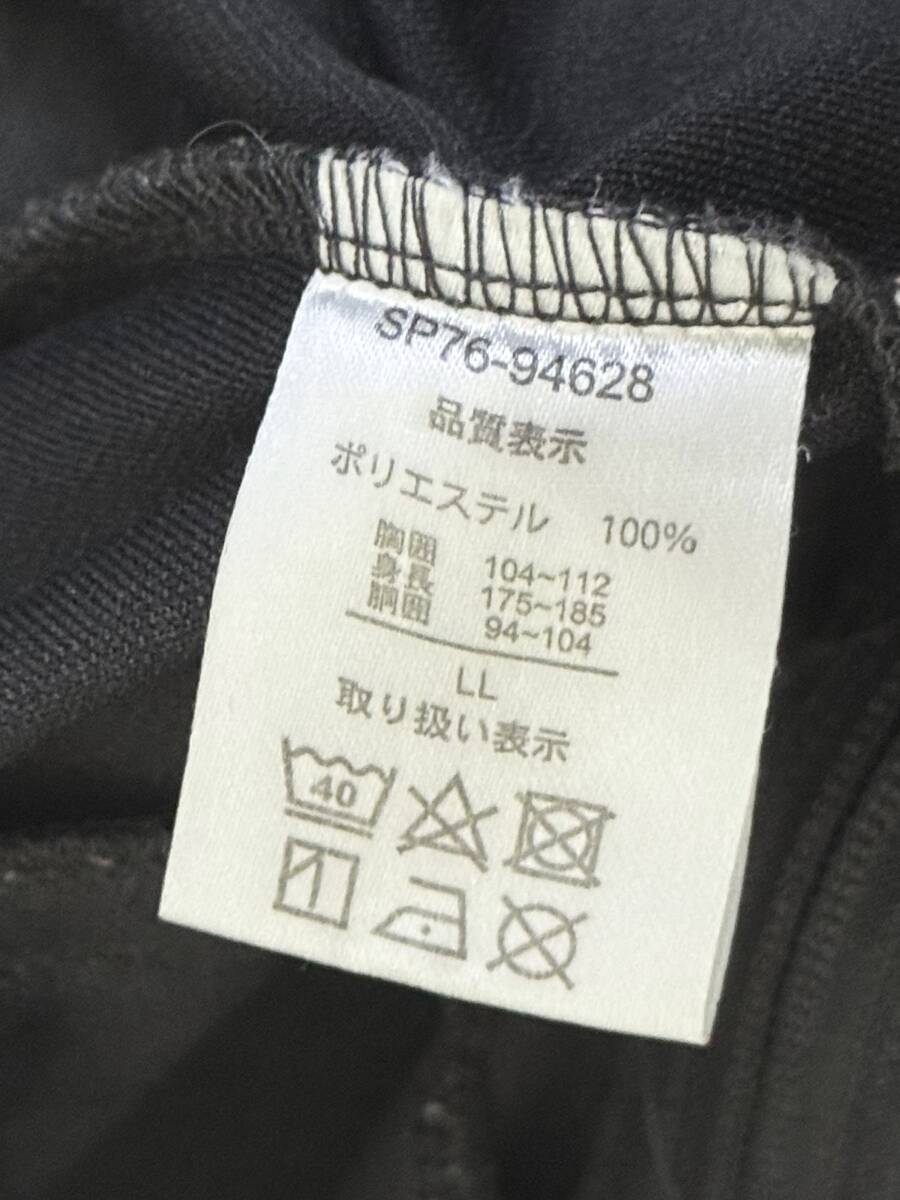 SP76-94628
品質表示
ポリエステル 100%
胸囲 104~112
身長 175~185
胴囲 94~104
LL
取り扱い表示
40